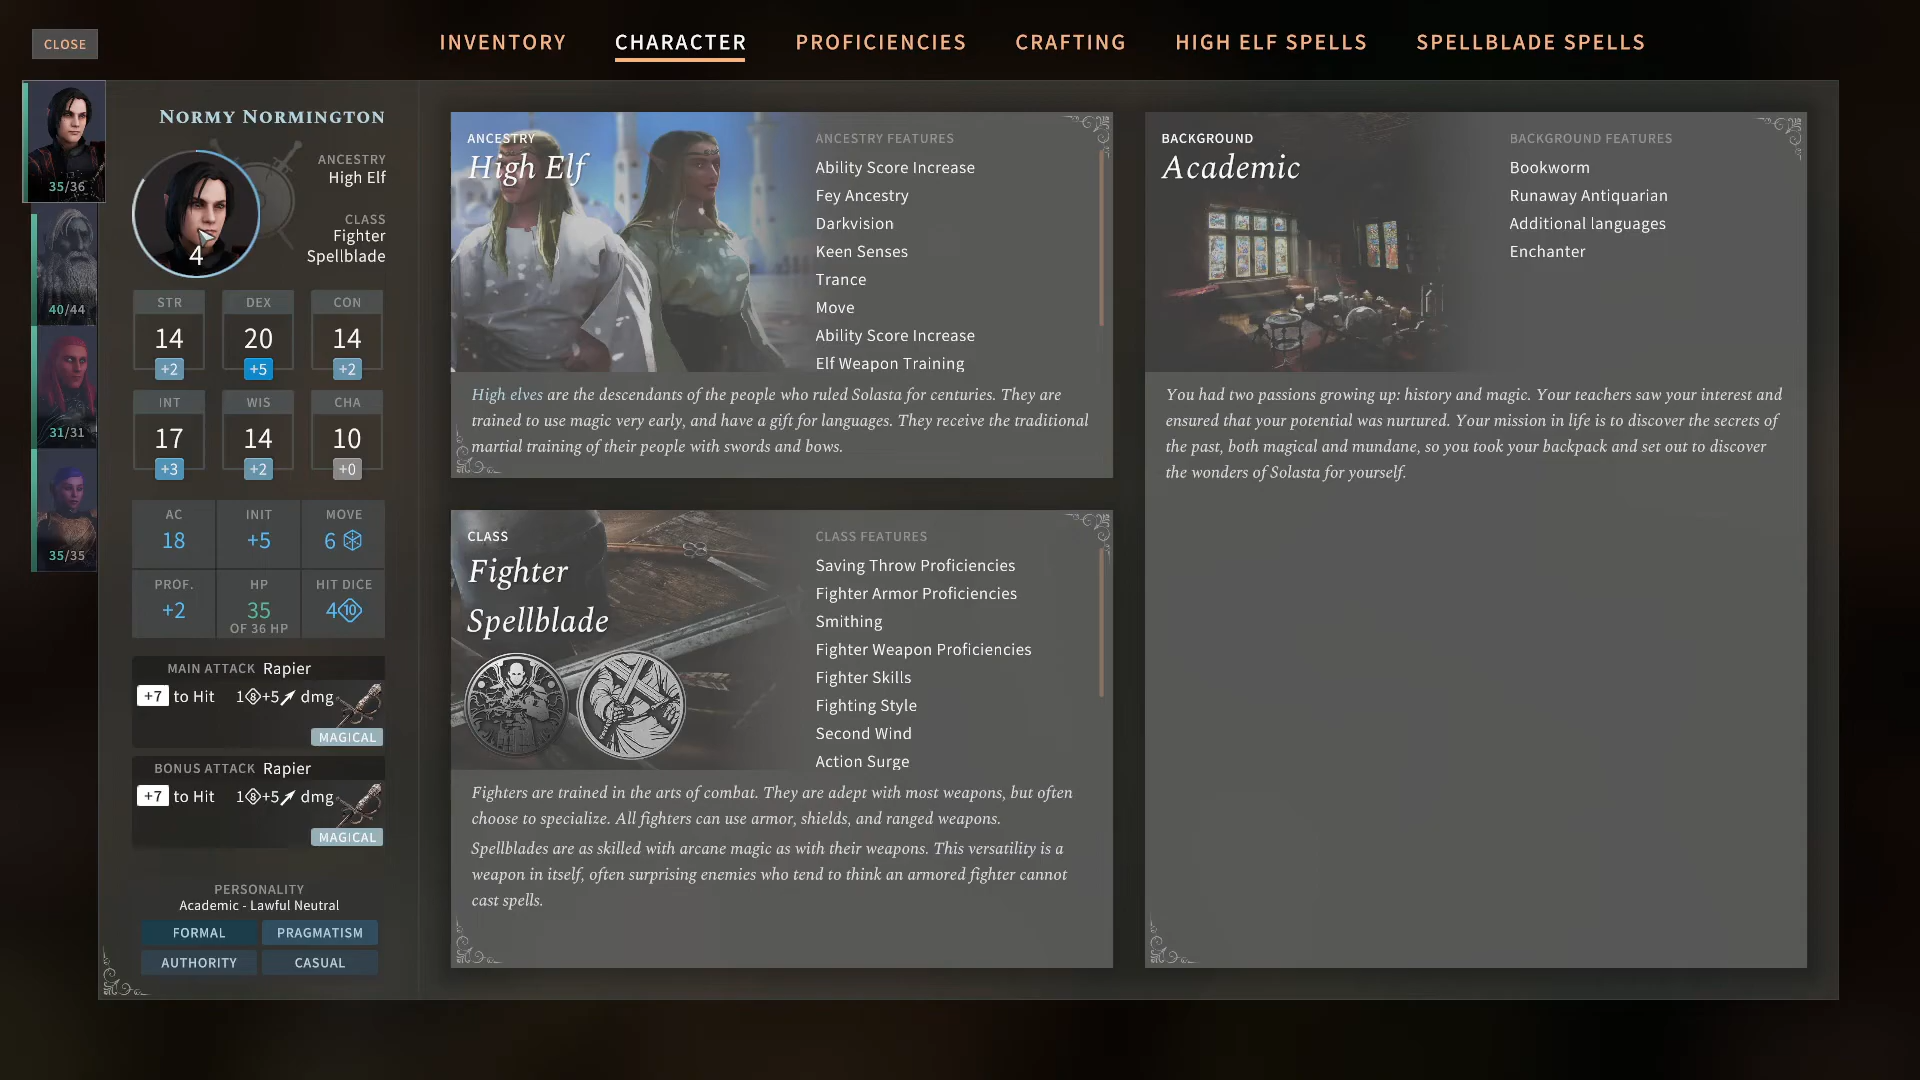 CLOSE
INVENTORY
CHARACTER
PROFICIENCIES
CRAFTING
HIGH ELF SPELLS
SPELLBLADE SPELLS
35/36
40/44
31/31
35/35
Normy Normington
ANCESTRY
High Elf
CLASS
Fighter
Spellblade
4
STR
DEX
CON
14
20
14
+2
+5
+2
INT
WIS
CHA
17
14
10
+3
+2
+0
AC
INIT
MOVE
18
+5
6
PROF.
HP
HIT DICE
+2
35
4 10
OF 36 HP
MAIN ATTACK Rapier
+7 to Hit 1 8 +5 dmg
MAGICAL
BONUS ATTACK Rapier
+7 to Hit 1 8 +5 dmg
MAGICAL
PERSONALITY
Academic - Lawful Neutral
FORMAL
PRAGMATISM
AUTHORITY
CASUAL
ANCESTRY
High Elf
ANCESTRY FEATURES
Ability Score Increase
Fey Ancestry
Darkvision
Keen Senses
Trance
Move
Ability Score Increase
Elf Weapon Training
High elves are the descendants of the people who ruled Solasta for centuries. They are
trained to use magic very early, and have a gift for languages. They receive the traditional
martial training of their people with swords and bows.
CLASS
Fighter
Spellblade
CLASS FEATURES
Saving Throw Proficiencies
Fighter Armor Proficiencies
Smithing
Fighter Weapon Proficiencies
Fighter Skills
Fighting Style
Second Wind
Action Surge
Fighters are trained in the arts of combat. They are adept with most weapons, but often
choose to specialize. All fighters can use armor, shields, and ranged weapons.
Spellblades are as skilled with arcane magic as with their weapons. This versatility is a
weapon in itself, often surprising enemies who tend to think an armored fighter cannot
cast spells.
BACKGROUND
Academic
BACKGROUND FEATURES
Bookworm
Runaway Antiquarian
Additional languages
Enchanter
You had two passions growing up: history and magic. Your teachers saw your interest and
ensured that your potential was nurtured. Your mission in life is to discover the secrets of
the past, both magical and mundane, so you took your backpack and set out to discover
the wonders of Solasta for yourself.